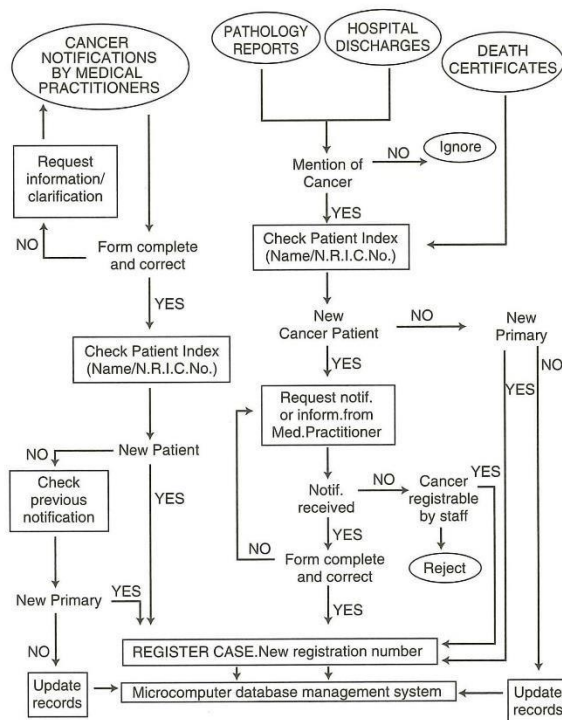 CANCER
NOTIFICATIONS
BY MEDICAL
PRACTITIONERS
PATHOLOGY
REPORTS
HOSPITAL
DISCHARGES
DEATH
CERTIFICATES
Request
information/
clarification
NO
Form complete
and correct
YES
Check Patient Index
(Name/N.R.I.C.No.)
New Patient
NO
YES
Check
previous
notification
New Primary
YES
NO
Update
records
Mention of
Cancer
NO
Ignore
YES
Check Patient Index
(Name/N.R.I.C.No.)
New
Cancer Patient
NO
New
Primary
YES
NO
YES
Request notif.
or inform.from
Med.Practitioner
Notif.
received
NO
Cancer
registrable
by staff
YES
Reject
YES
NO
Form complete
and correct
YES
REGISTER CASE.New registration number
Microcomputer database management system
Update
records